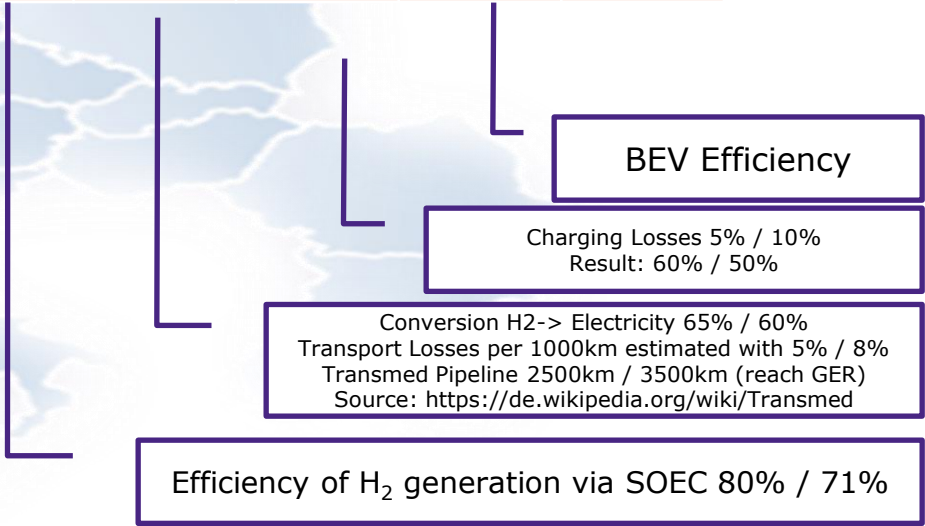 BEV Efficiency
Charging Losses 5% / 10%
Result: 60% / 50%
Conversion H2-> Electricity 65% / 60%
Transport Losses per 1000km estimated with 5% / 8%
Transmed Pipeline 2500km / 3500km (reach GER)
Source: https://de.wikipedia.org/wiki/Transmed
Efficiency of H₂ generation via SOEC 80% / 71%